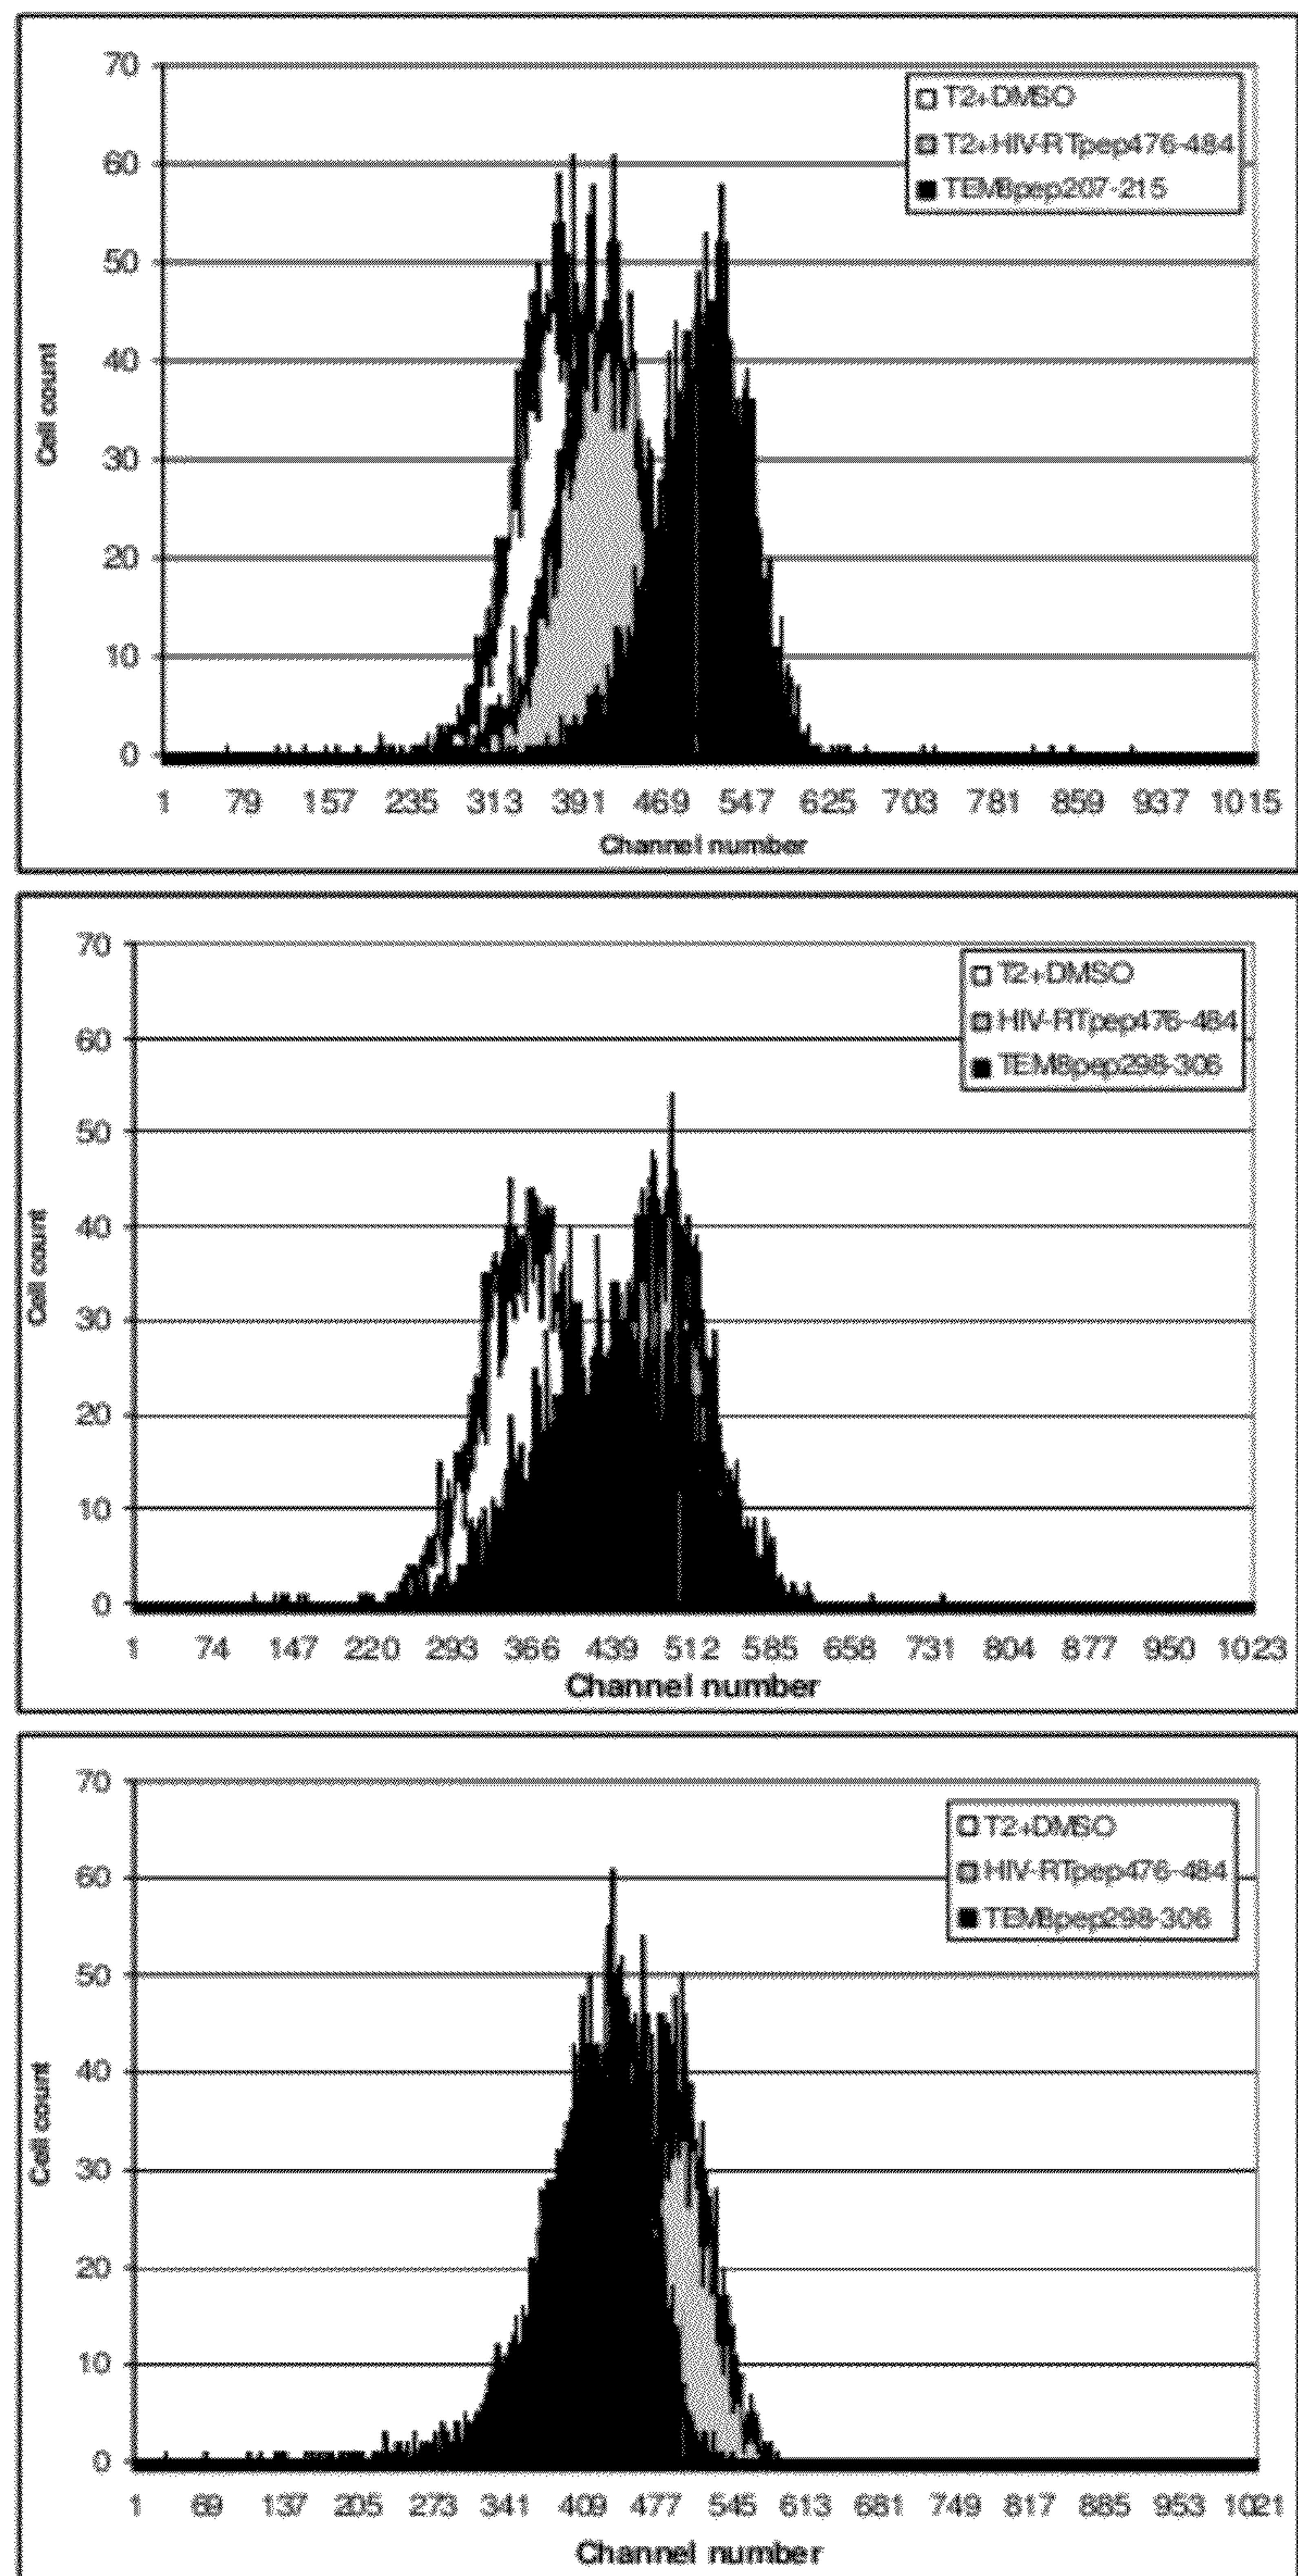 70
60
50
40
30
20
10
0
Cell count
T2+DMSO
T2+HIV-RTpep476-484
TEM8pep207-215
1 79 157 235 313 391 469 547 625 703 781 859 937 1015
Channel number
70
60
50
40
30
20
10
0
Cell count
T2+DMSO
HIV-RTpep476-484
TEM8pep298-306
1 74 147 220 293 366 439 512 585 658 731 804 877 950 1023
Channel number
70
60
50
40
30
20
10
0
Cell count
T2+DMSO
HIV-RTpep476-484
TEM8pep298-306
1 69 137 205 273 341 409 477 545 613 681 749 817 885 953 1021
Channel number